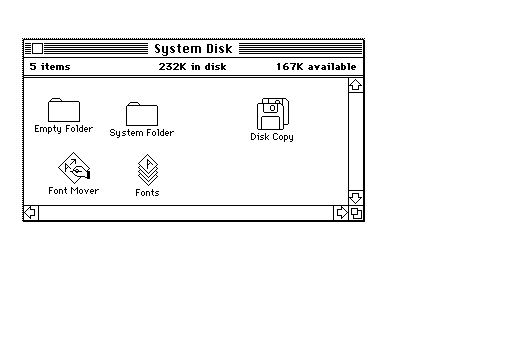 System Disk
5 items 232K in disk 167K available
Empty Folder System Folder Disk Copy
Font Mover Fonts